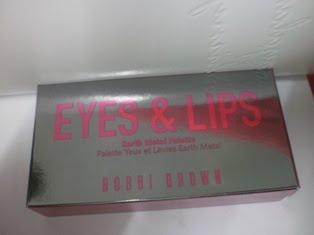 EYES & LIPS
Earth Metal Palette
Palette Yeux et Lèvres Earth Metal
BOBBI BROWN